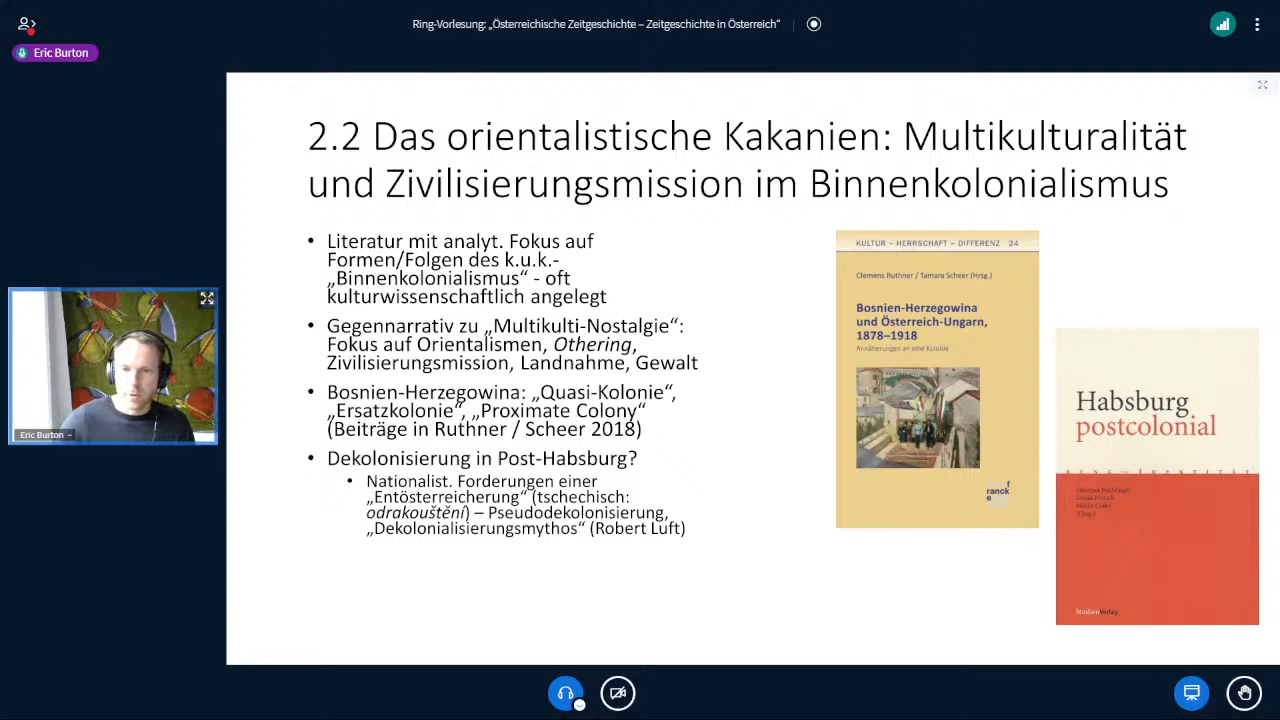 Ring-Vorlesung: „Österreichische Zeitgeschichte – Zeitgeschichte in Österreich“
Eric Burton
2.2 Das orientalistische Kakanien: Multikulturalität
und Zivilisierungsmission im Binnenkolonialismus
• Literatur mit analyt. Fokus auf
Formen/Folgen des k.u.k.-
„Binnenkolonialismus“ - oft
kulturwissenschaftlich angelegt
• Gegennarrativ zu „Multikulti-Nostalgie“:
Fokus auf Orientalismen, Othering,
Zivilisierungsmission, Landnahme, Gewalt
• Bosnien-Herzegowina: „Quasi-Kolonie“,
„Ersatzkolonie“, „Proximate Colony“
(Beiträge in Ruthner / Scheer 2018)
• Dekolonisierung in Post-Habsburg?
• Nationalist. Forderungen einer
„Entösterreicherung“ (tschechisch:
odrakouštění) – Pseudodekolonisierung,
„Dekolonialisierungsmythos“ (Robert Luft)
KULTUR – HERRSCHAFT – DIFFERENZ 24
Clemens Ruthner / Tamara Scheer (Hrsg.)
Bosnien-Herzegowina
und Österreich-Ungarn,
1878–1918
Annäherungen an eine Kolonie
f
ranck
e
Habsburg
postcolonial
(Hg.)
StudienVerlag
Eric Burton